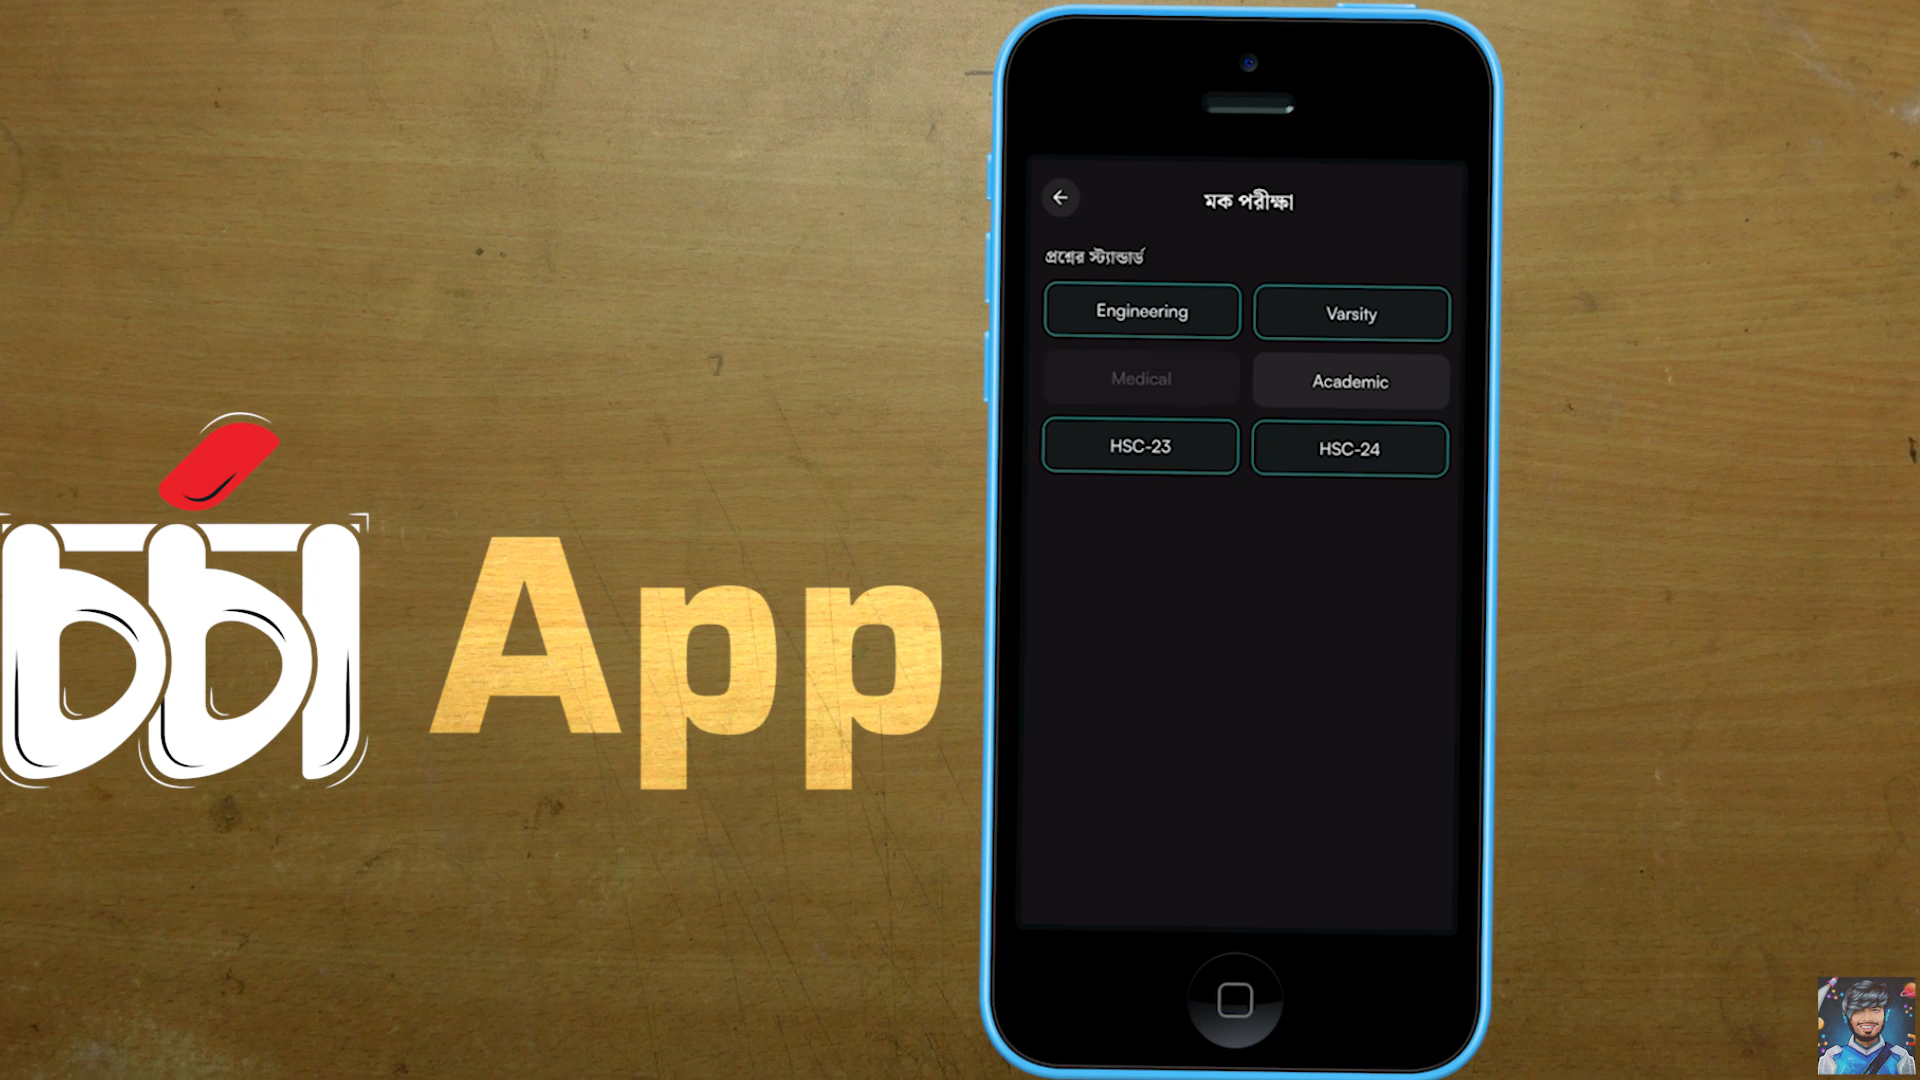 চর্চা App
মক পরীক্ষা
প্রশ্নের স্ট্যান্ডার্ড
Engineering
Varsity
Medical
Academic
HSC-23
HSC-24